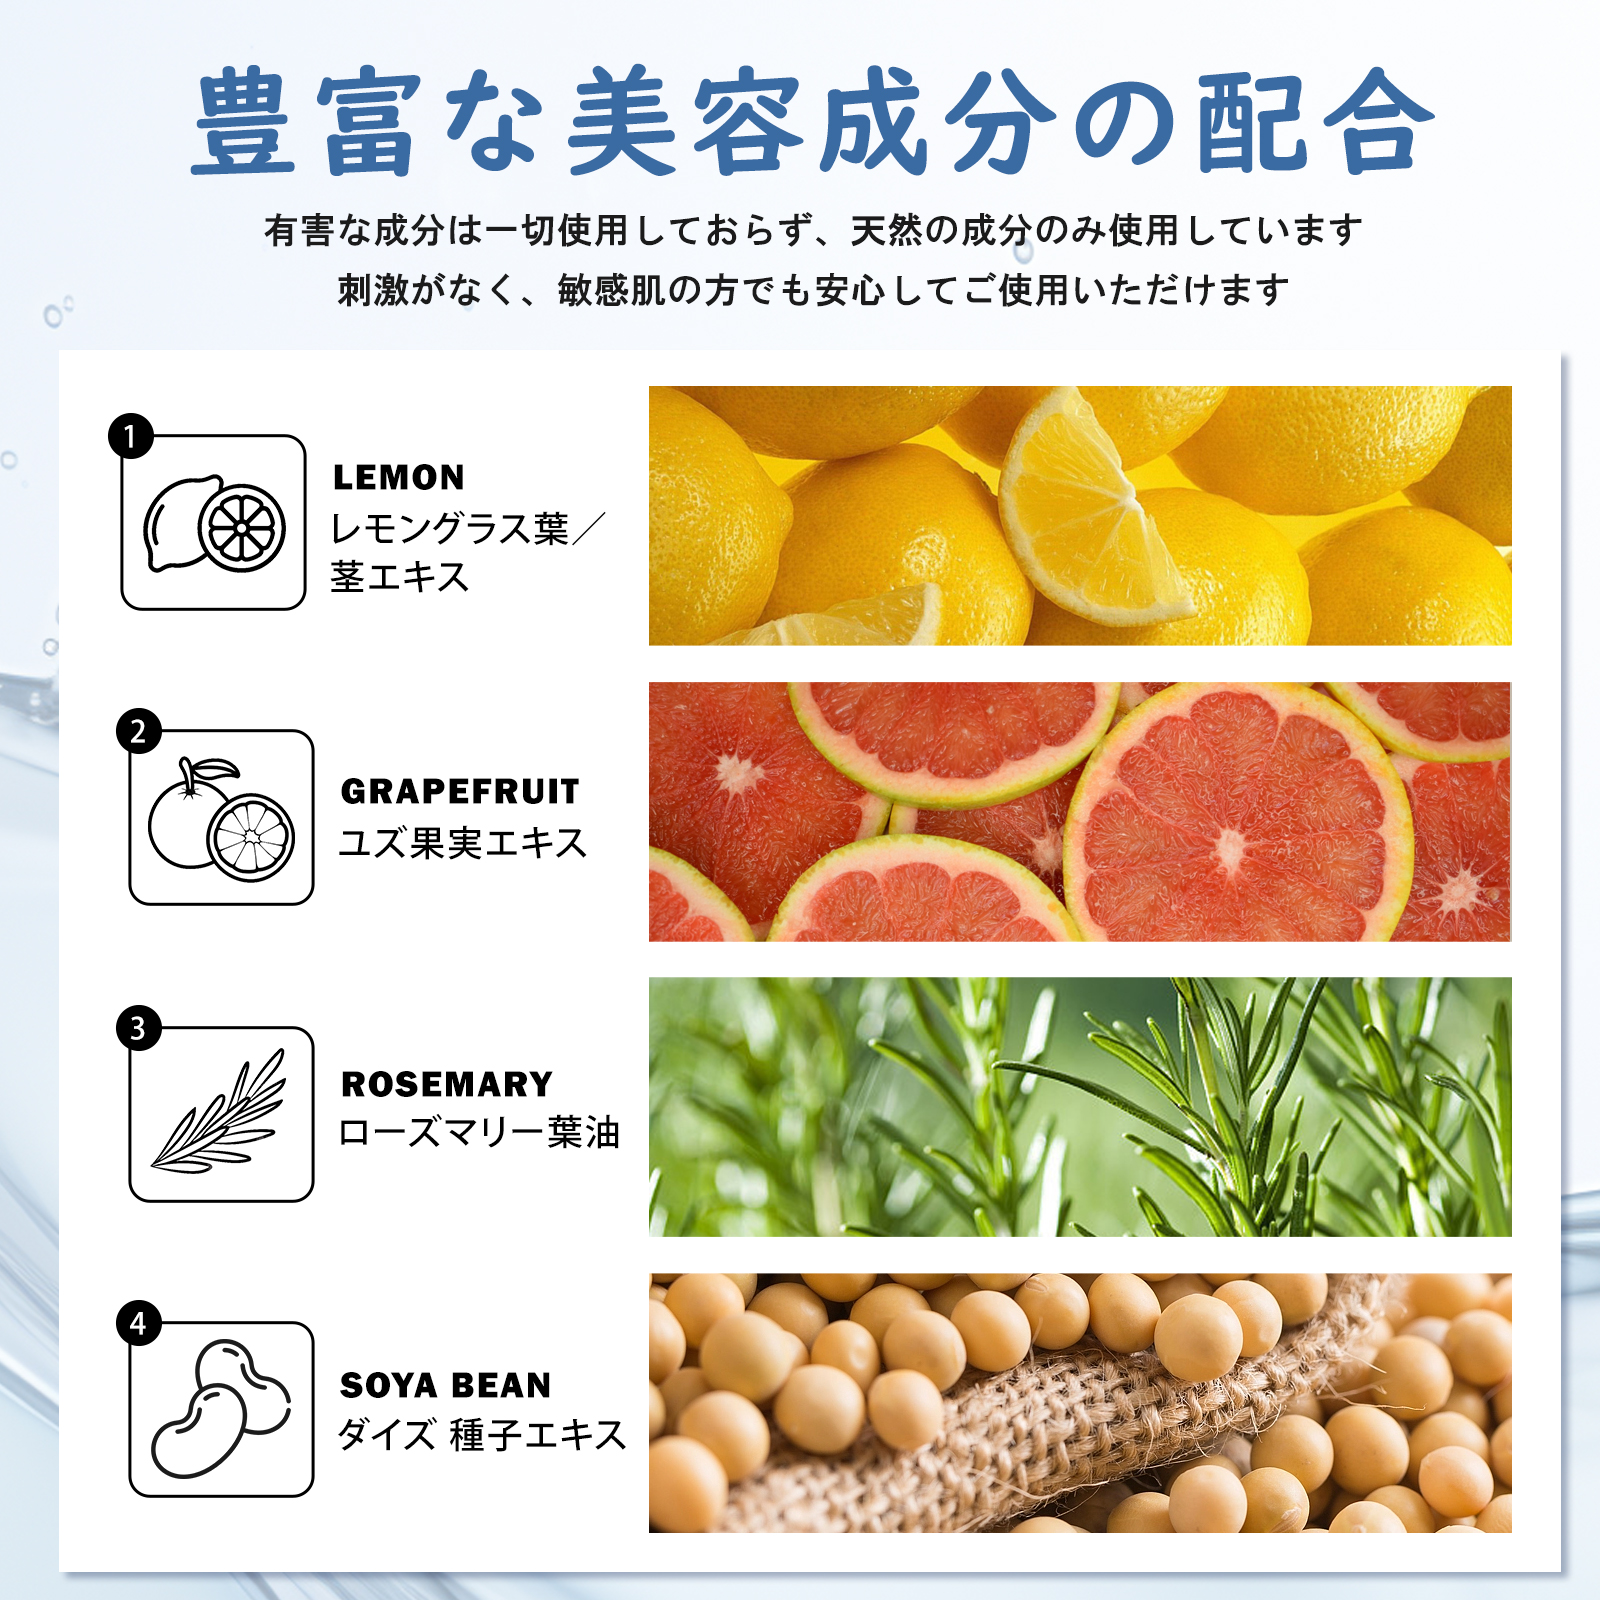 豊富な美容成分の配合
有害な成分は一切使用しておらず、天然の成分のみ使用しています
刺激がなく、敏感肌の方でも安心してご使用いただけます
1
LEMON
レモングラス葉／
茎エキス
2
GRAPEFRUIT
ユズ果実エキス
3
ROSEMARY
ローズマリー葉油
4
SOYA BEAN
ダイズ 種子エキス